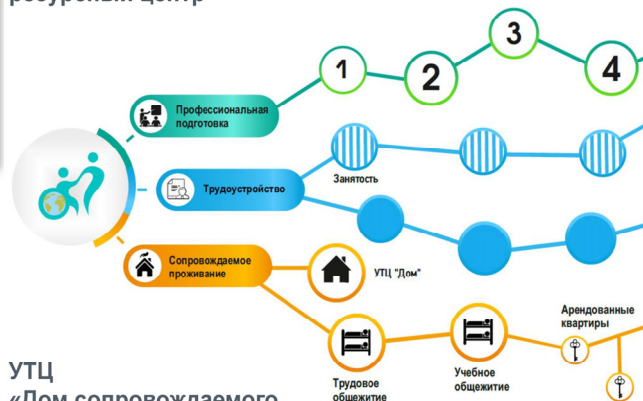 ресурсный центр
1
2
3
4
Профессиональная
подготовка
Трудоустройство
Занятость
Сопровождаемое
проживание
УТЦ "Дом"
Арендованные
квартиры
Трудовое
общежитие
Учебное
общежитие
УТЦ
«Дом сопровождаемого